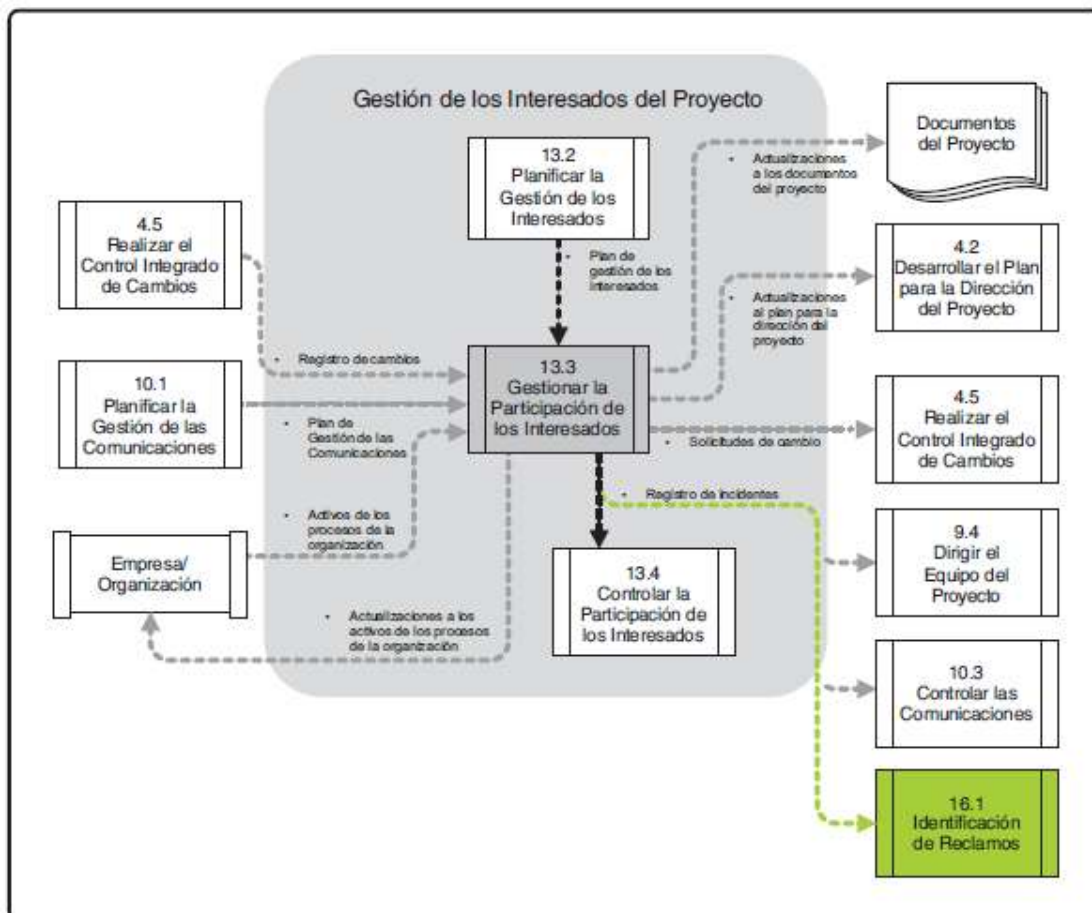 Gestión de los Interesados del Proyecto
13.2
Planificar la
Gestión de los
Interesados
Documentos
del Proyecto
• Actualizaciones
a los documentos
del proyecto
4.5
Realizar el
Control Integrado
de Cambios
• Plan de
gestión de los
interesados
4.2
Desarrollar el Plan
para la Dirección
del Proyecto
• Actualizaciones
al plan para la
dirección del
proyecto
• Registro de cambios
13.3
Gestionar la
Participación de
los Interesados
10.1
Planificar la
Gestión de las
Comunicaciones
• Plan de
Gestión de las
Comunicaciones
• Solicitudes de cambio
4.5
Realizar el
Control Integrado
de Cambios
• Registro de incidentes
• Activos de los
procesos de la
organización
Empresa/
Organización
13.4
Controlar la
Participación de
los Interesados
9.4
Dirigir el
Equipo del
Proyecto
• Actualizaciones a los
activos de los procesos
de la organización
10.3
Controlar las
Comunicaciones
16.1
Identificación
de Reclamos